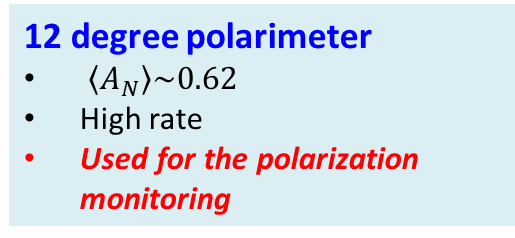 12 degree polarimeter
• ⟨A_N⟩~0.62
• High rate
• Used for the polarization
monitoring